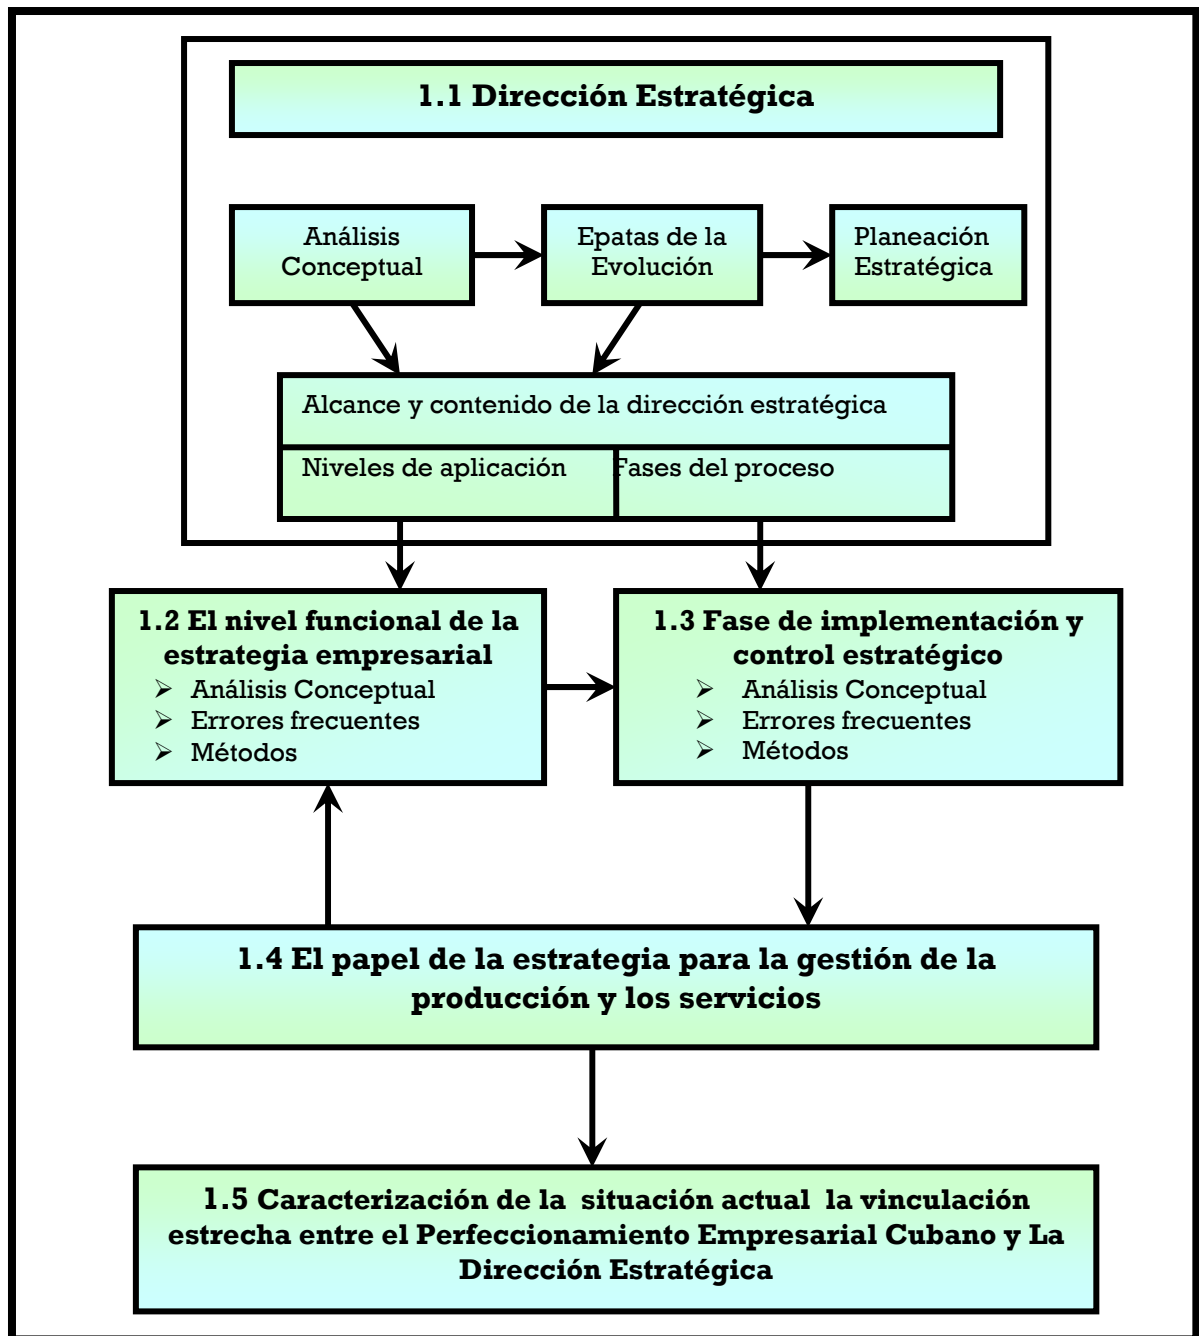 1.1 Dirección Estratégica
Análisis
Conceptual
Epatas de la
Evolución
Planeación
Estratégica
Alcance y contenido de la dirección estratégica
Niveles de aplicación
Fases del proceso
1.2 El nivel funcional de la
estrategia empresarial
➢ Análisis Conceptual
➢ Errores frecuentes
➢ Métodos
1.3 Fase de implementación y
control estratégico
➢ Análisis Conceptual
➢ Errores frecuentes
➢ Métodos
1.4 El papel de la estrategia para la gestión de la
producción y los servicios
1.5 Caracterización de la situación actual la vinculación
estrecha entre el Perfeccionamiento Empresarial Cubano y La
Dirección Estratégica